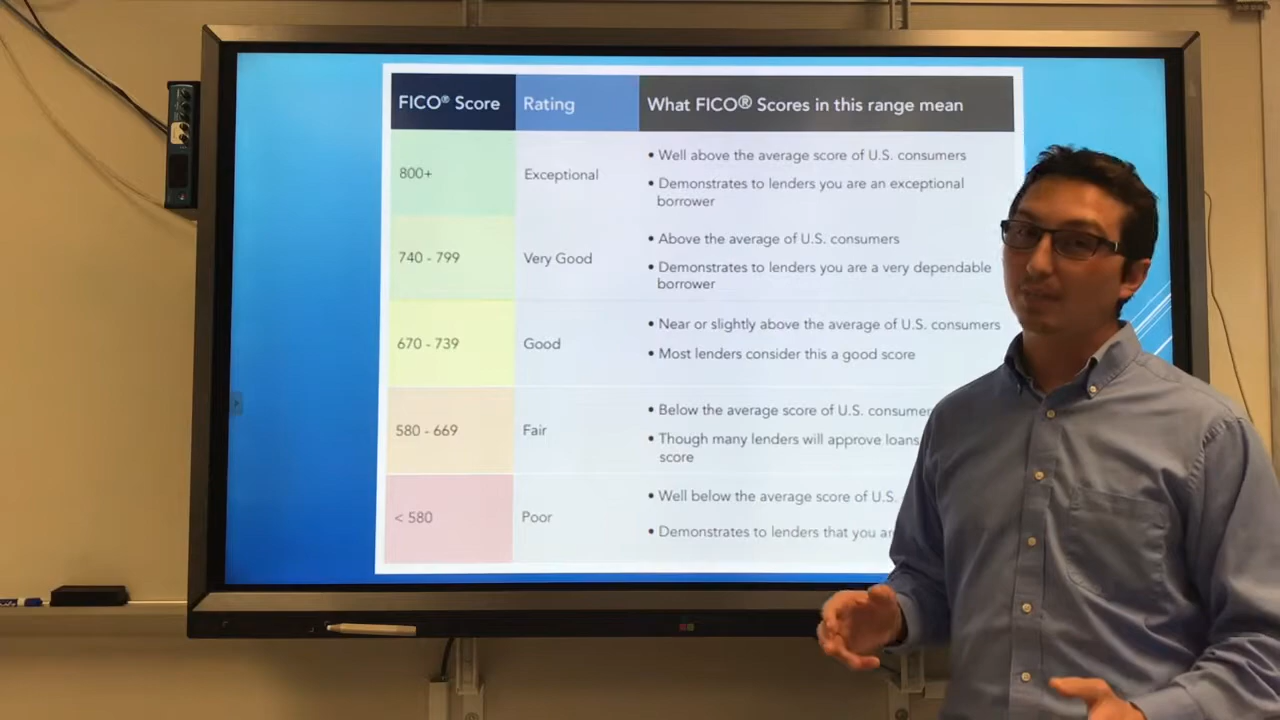 FICO® Score
Rating
What FICO® Scores in this range mean
800+
Exceptional
• Well above the average score of U.S. consumers
• Demonstrates to lenders you are an exceptional
borrower
740 - 799
Very Good
• Above the average of U.S. consumers
• Demonstrates to lenders you are a very dependable
borrower
670 - 739
Good
• Near or slightly above the average of U.S. consumers
• Most lenders consider this a good score
580 - 669
Fair
• Below the average score of U.S. consumer
• Though many lenders will approve loans
score
< 580
Poor
• Well below the average score of U.S.
• Demonstrates to lenders that you ar